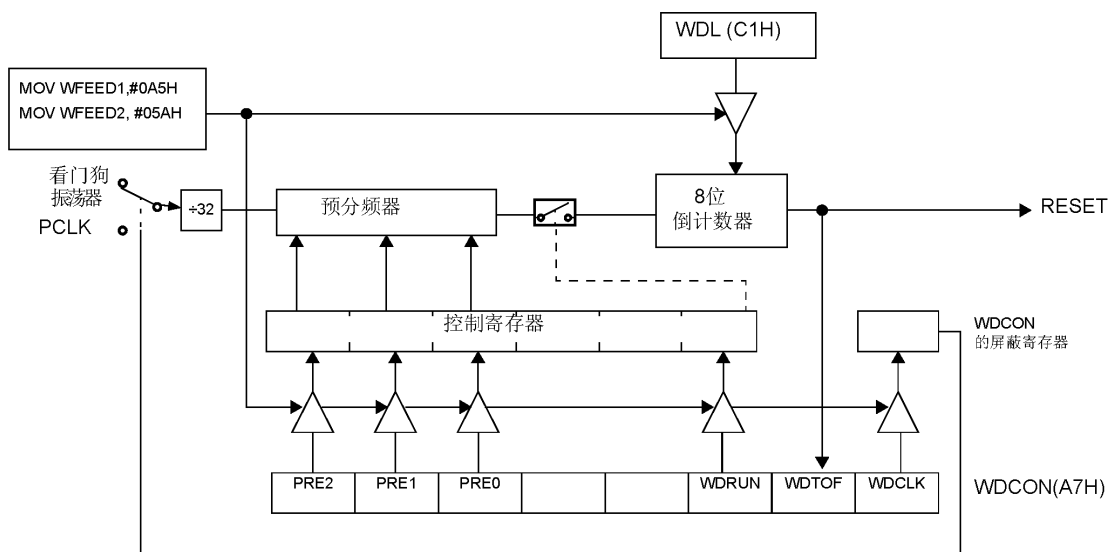 WDL (C1H)
MOV WFEED1,#0A5H
MOV WFEED2, #05AH
看门狗
振荡器
PCLK
÷32
预分频器
8位
倒计数器
RESET
控制寄存器
WDCON
的屏蔽寄存器
PRE2 PRE1 PRE0 WDRUN WDTOF WDCLK
WDCON(A7H)